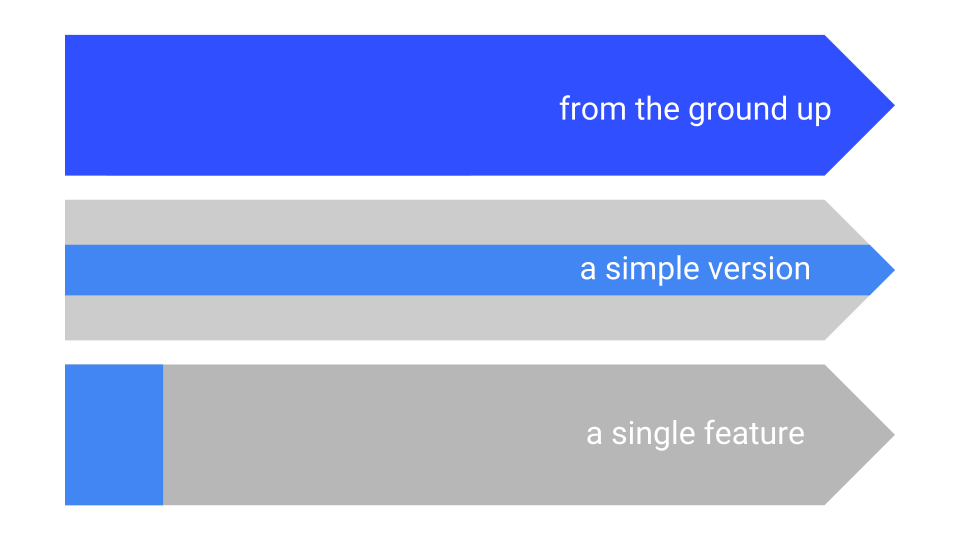 from the ground up
a simple version
a single feature